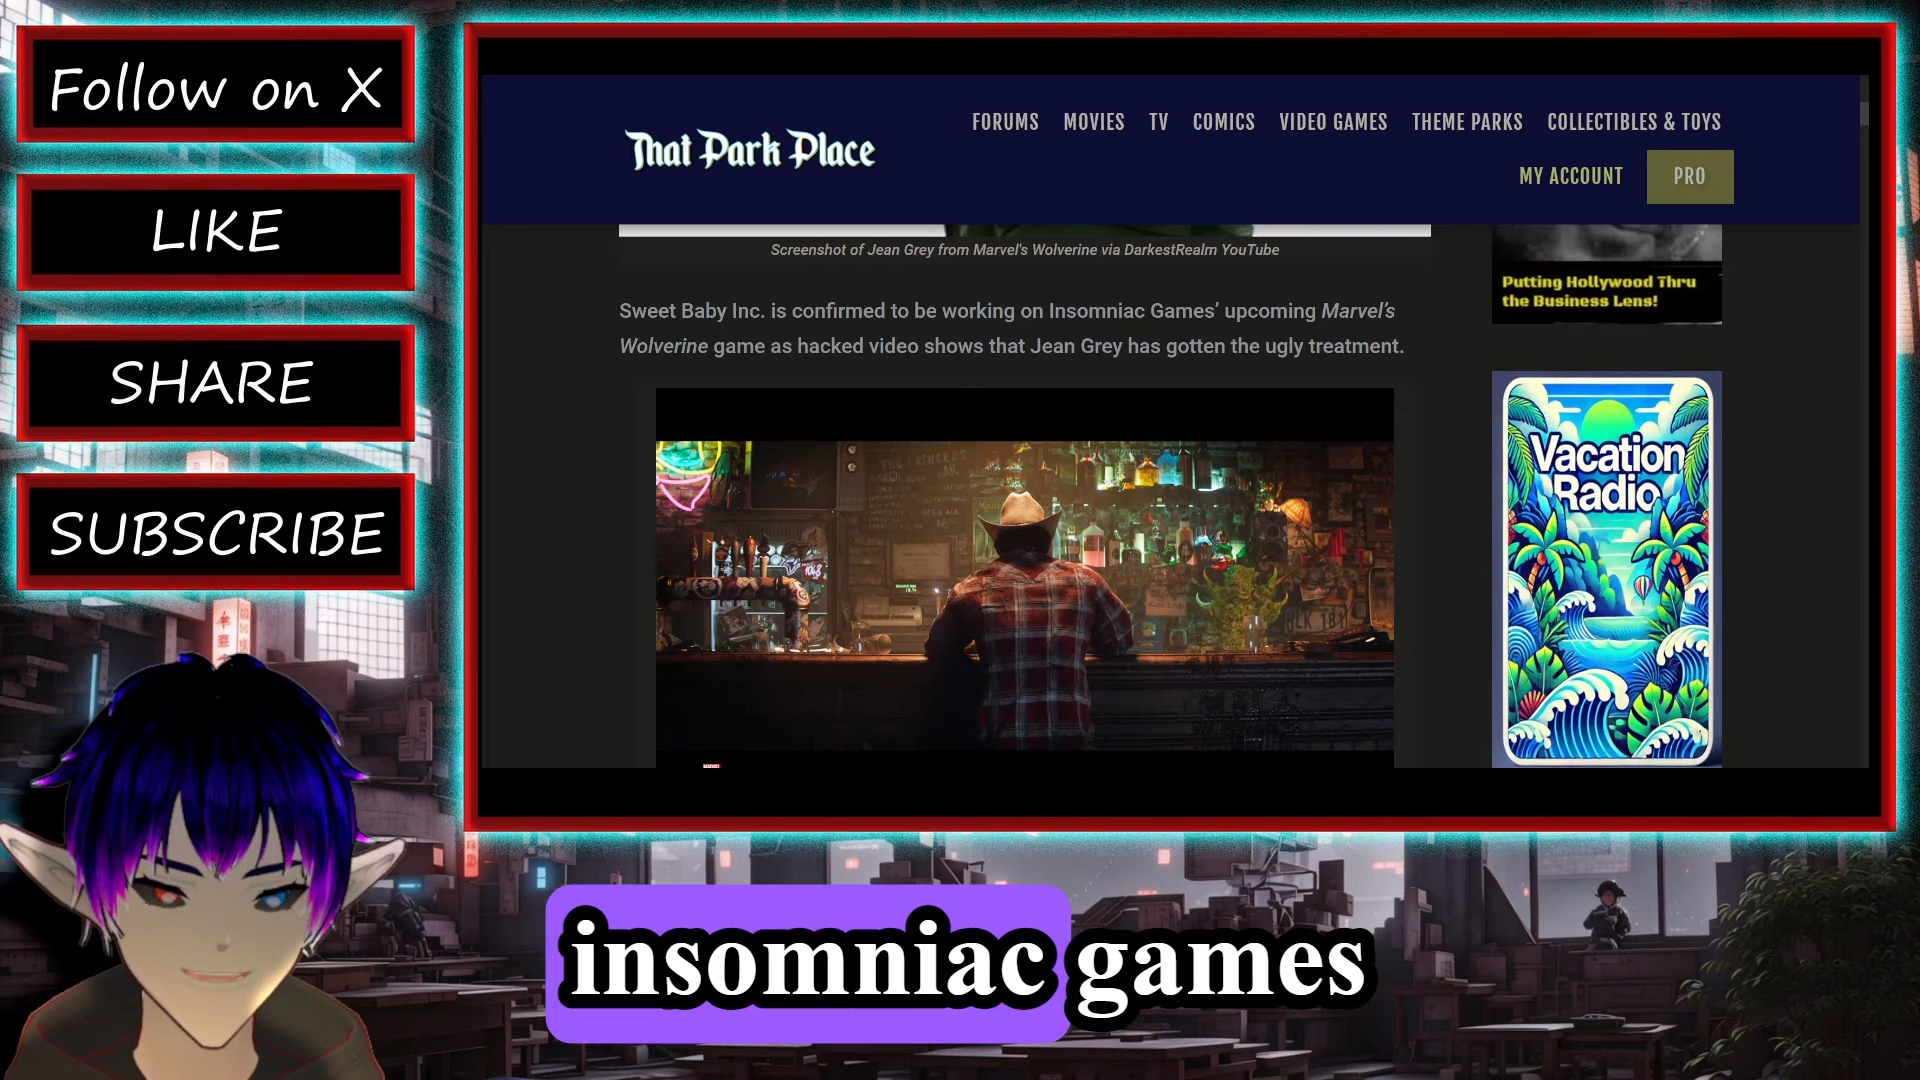 Follow on X
LIKE
SHARE
SUBSCRIBE
That Park Place
FORUMS MOVIES TV COMICS VIDEO GAMES THEME PARKS COLLECTIBLES & TOYS
MY ACCOUNT PRO
Screenshot of Jean Grey from Marvel's Wolverine via DarkestRealm YouTube
Sweet Baby Inc. is confirmed to be working on Insomniac Games’ upcoming Marvel’s
Wolverine game as hacked video shows that Jean Grey has gotten the ugly treatment.
Putting Hollywood Thru
the Business Lens!
Vacation
Radio
insomniac games